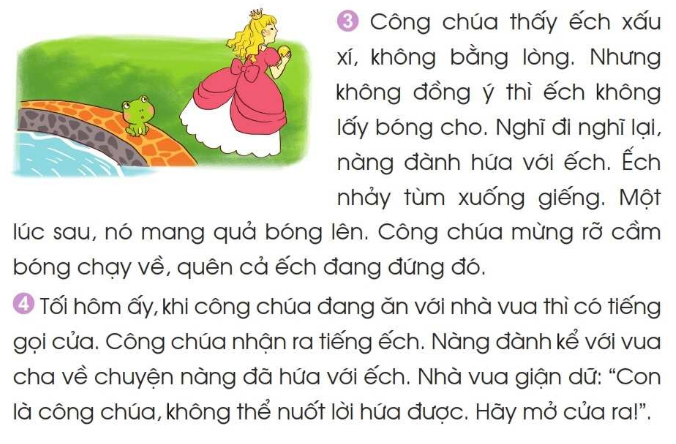 3 Công chúa thấy ếch xấu
xí, không bằng lòng. Nhưng
không đồng ý thì ếch không
lấy bóng cho. Nghĩ đi nghĩ lại,
nàng đành hứa với ếch. Ếch
nhảy tùm xuống giếng. Một
lúc sau, nó mang quả bóng lên. Công chúa mừng rỡ cầm
bóng chạy về, quên cả ếch đang đứng đó.
4 Tối hôm ấy, khi công chúa đang ăn với nhà vua thì có tiếng
gọi cửa. Công chúa nhận ra tiếng ếch. Nàng đành kể với vua
cha về chuyện nàng đã hứa với ếch. Nhà vua giận dữ: “Con
là công chúa, không thể nuốt lời hứa được. Hãy mở cửa ra!”.